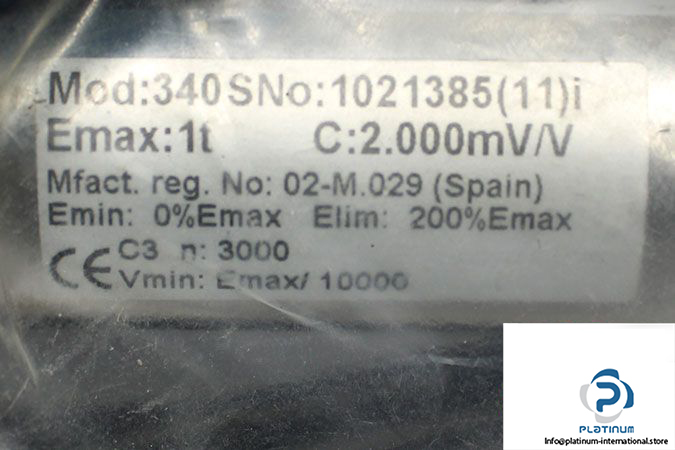 Mod:340 SNo:1021385(11)i
Emax:1t C:2.000mV/V
Mfact. reg. No: 02-M.029 (Spain)
Emin: 0%Emax Elim: 200%Emax
CE C3 n: 3000
Vmin: Emax/ 10000
PLATINUM
Info@platinum-international.store